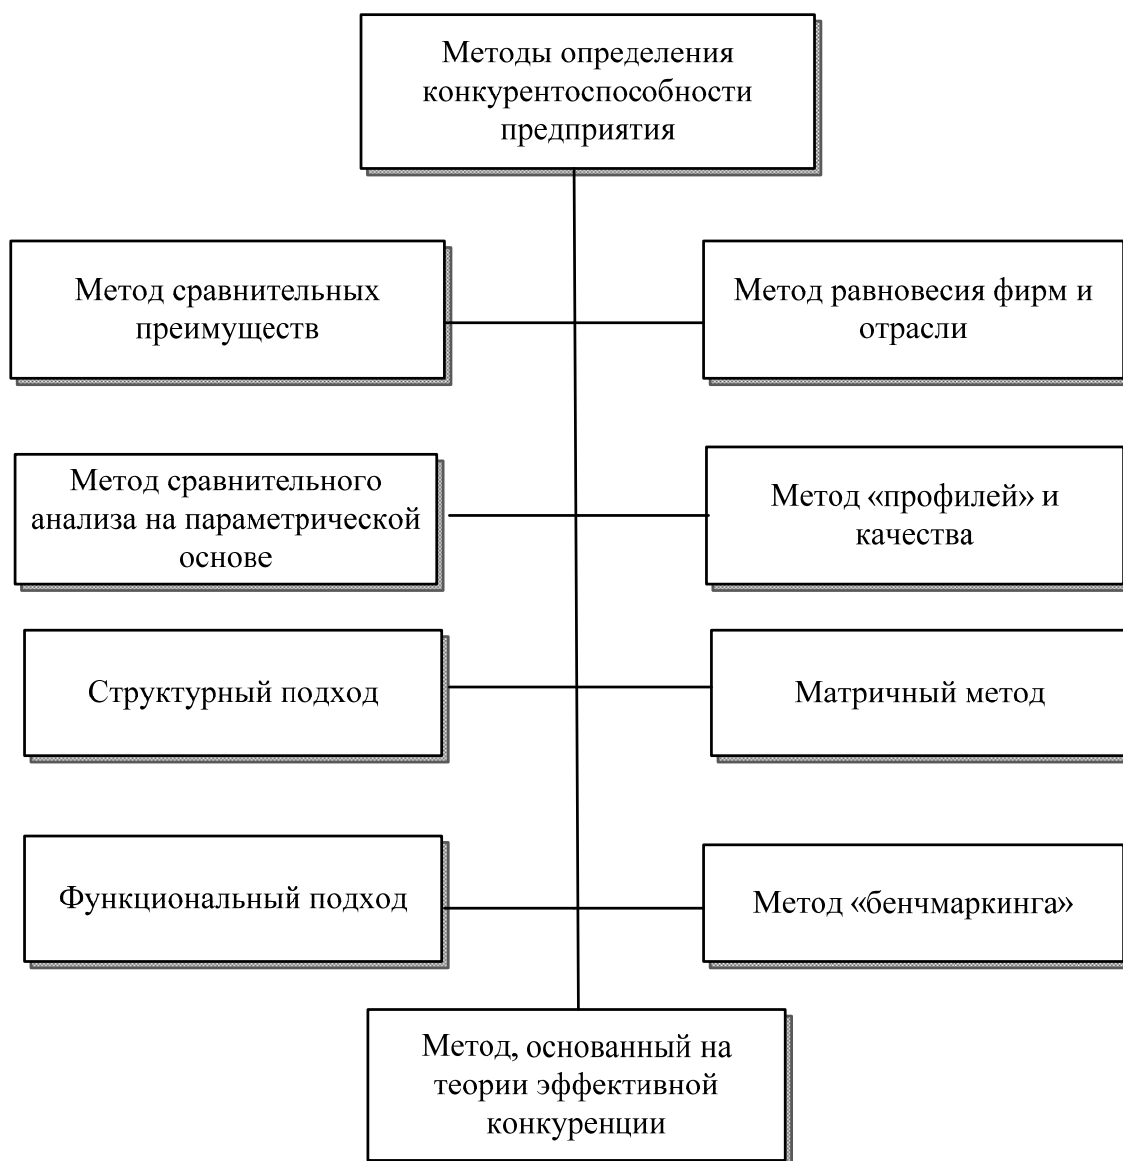 Методы определения
конкурентоспособности
предприятия
Метод сравнительных
преимуществ
Метод равновесия фирм и
отрасли
Метод сравнительного
анализа на параметрической
основе
Метод «профилей» и
качества
Структурный подход
Матричный метод
Функциональный подход
Метод «бенчмаркинга»
Метод, основанный на
теории эффективной
конкуренции